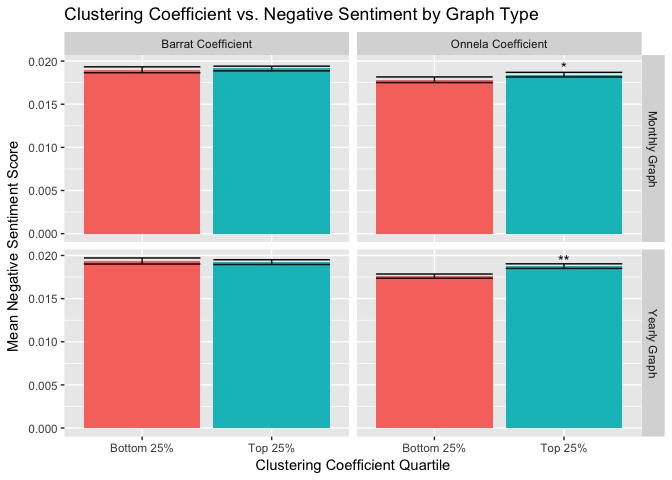 Clustering Coefficient vs. Negative Sentiment by Graph Type
Barrat Coefficient
Onnela Coefficient
Mean Negative Sentiment Score
0.020
0.015
0.010
0.005
0.000
*
Monthly Graph
0.020
0.015
0.010
0.005
0.000
**
Yearly Graph
Bottom 25%
Top 25%
Bottom 25%
Top 25%
Clustering Coefficient Quartile